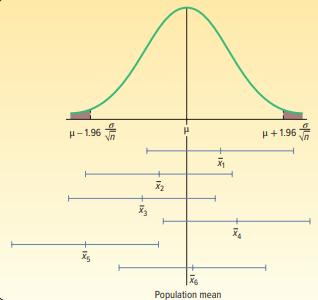 μ – 1.96 σ/√n
μ
μ + 1.96 σ/√n
x̄₁
x̄₂
x̄₃
x̄₄
x̄₅
x̄₆
Population mean